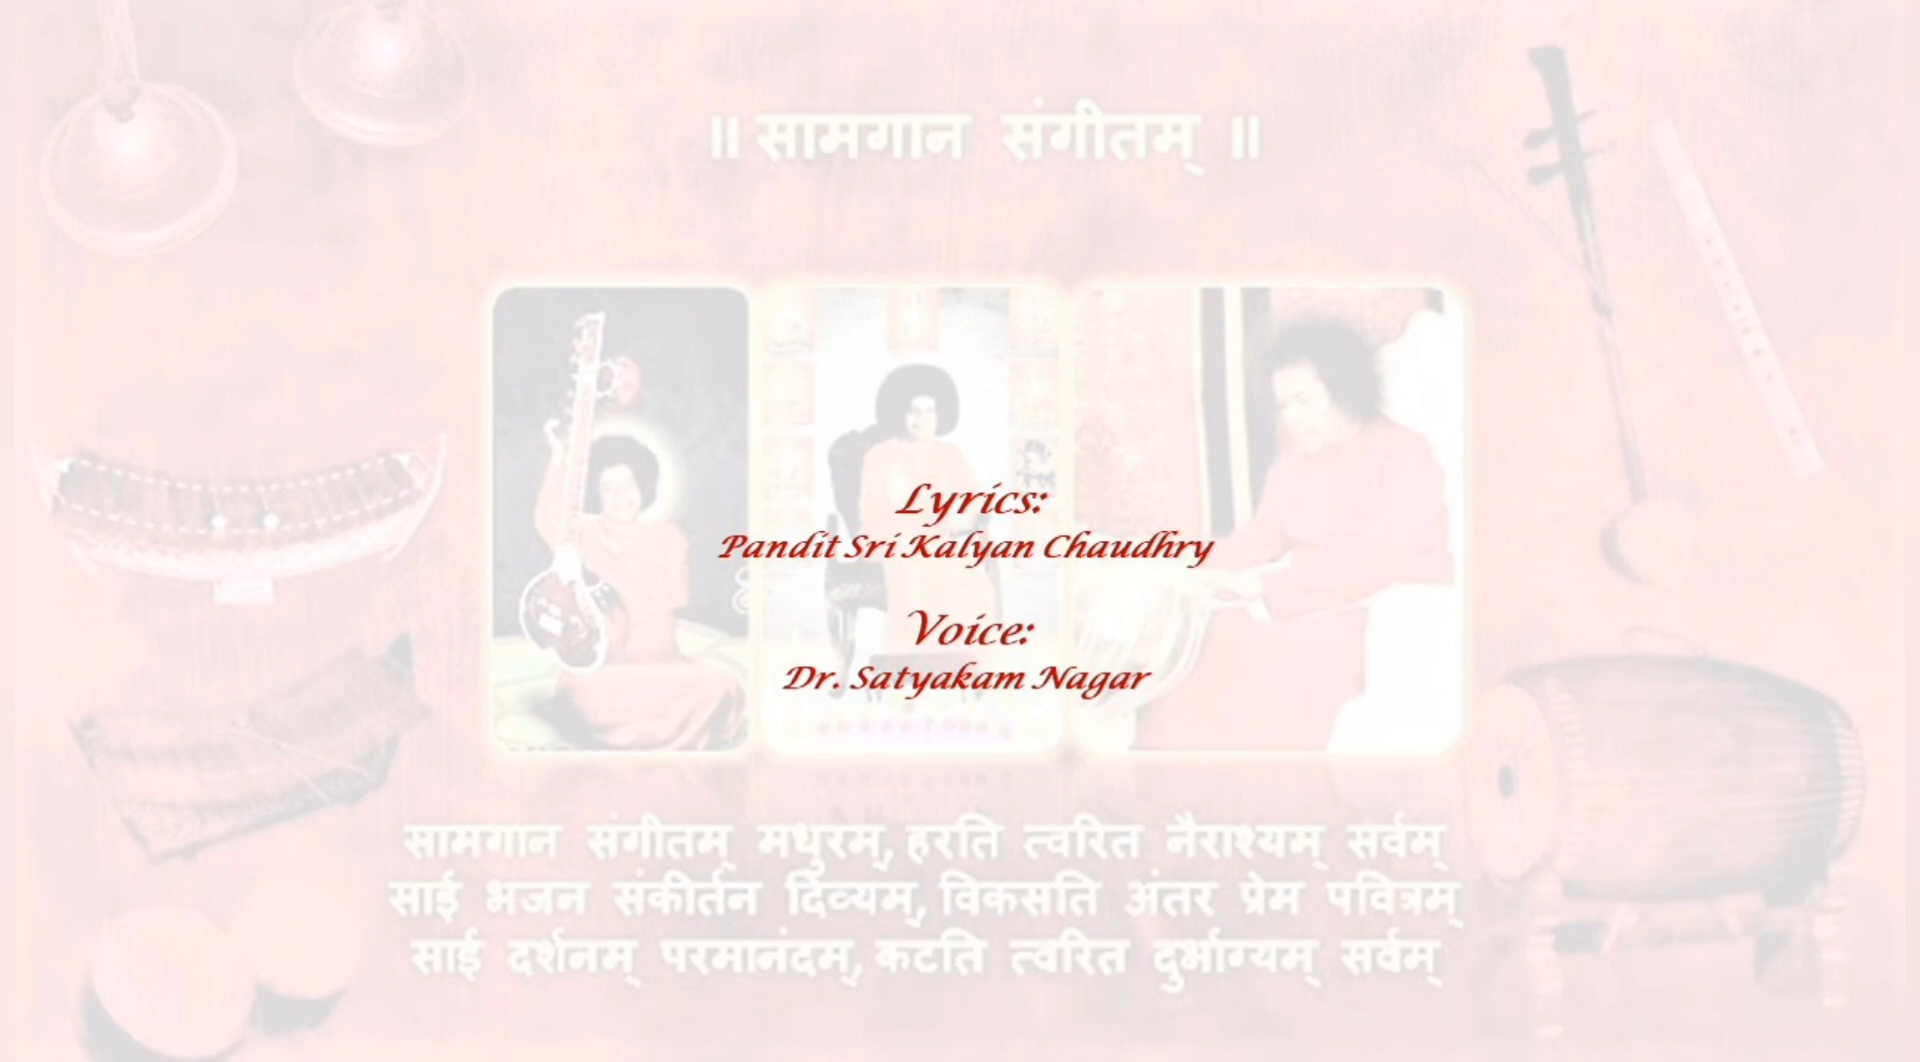 ॥ सामगान संगीतम् ॥
Lyrics:
Pandit Sri Kalyan Chaudhry
Voice:
Dr. Satyakam Nagar
सामगान संगीतम् मधुरम्, हरति त्वरित नैराश्यम् सर्वम्
साई भजन संकीर्तन दिव्यम्, विकसति अंतर प्रेम पवित्रम्
साई दर्शनम् परमानंदम्, कटति त्वरित दुर्भाग्यम् सर्वम्